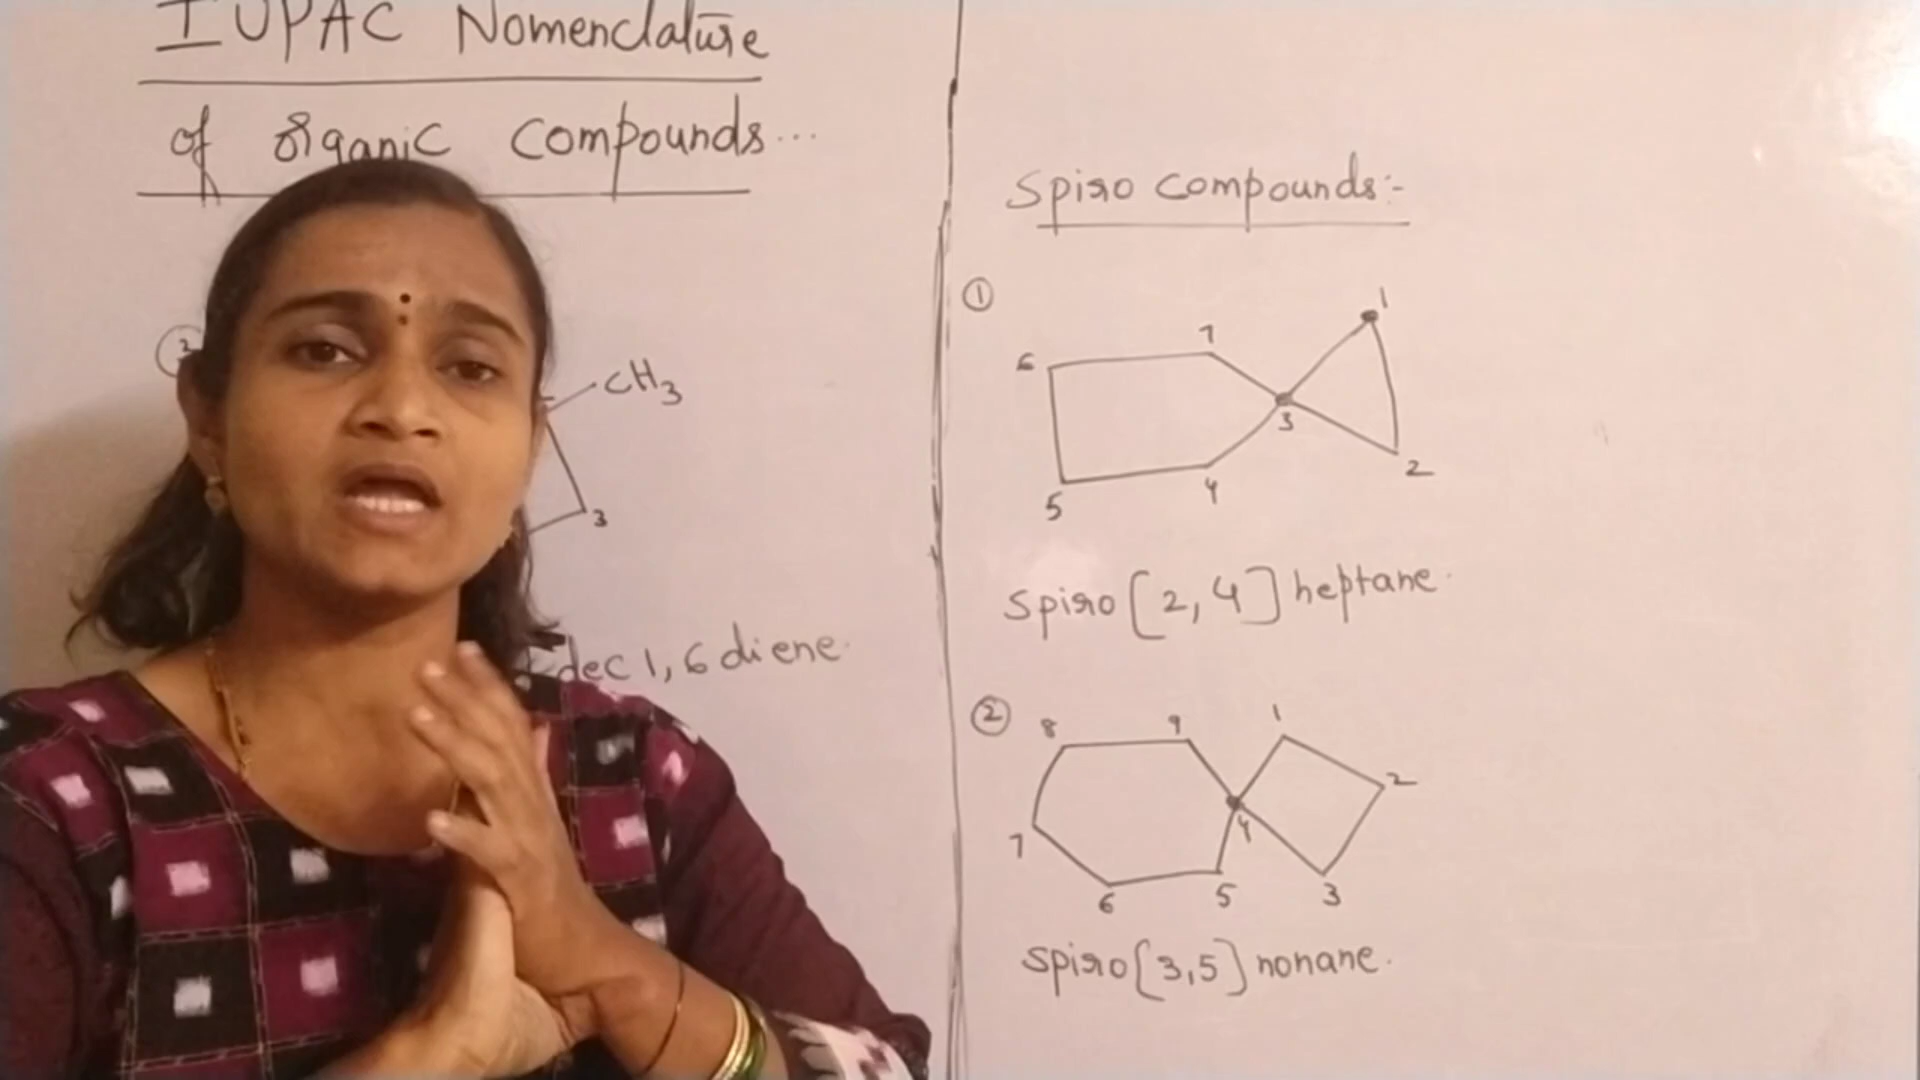 IUPAC Nomenclature
of organic compounds...
CH3
3
dec 1, 6 diene.
Spiro compounds:-
①
1
7
6
3
2
4
5
Spiro [2, 4] heptane.
②
8
9
1
2
4
7
6
5
3
Spiro [3,5] nonane.